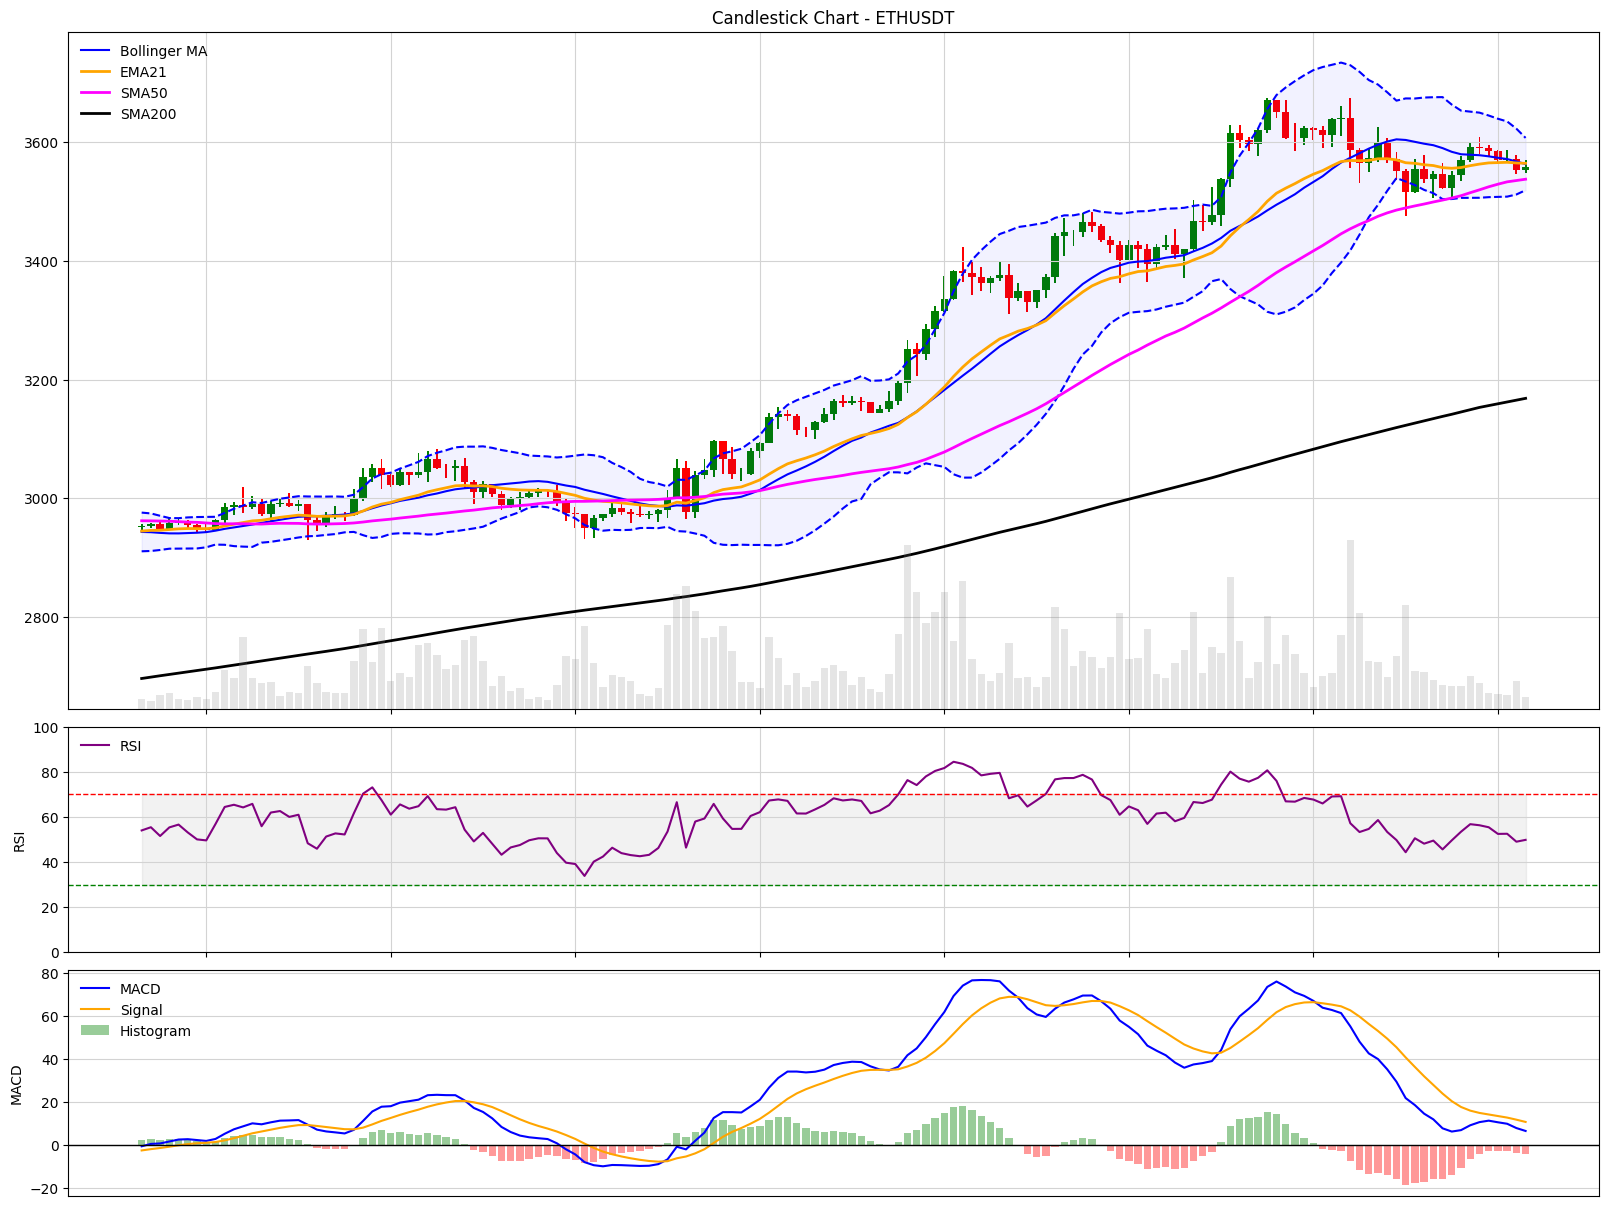 Candlestick Chart - ETHUSDT
Bollinger MA
EMA21
SMA50
SMA200
3600
3400
3200
3000
2800
100
RSI
80
60
RSI
40
20
0
80
MACD
Signal
60
Histogram
40
MACD
20
0
−20